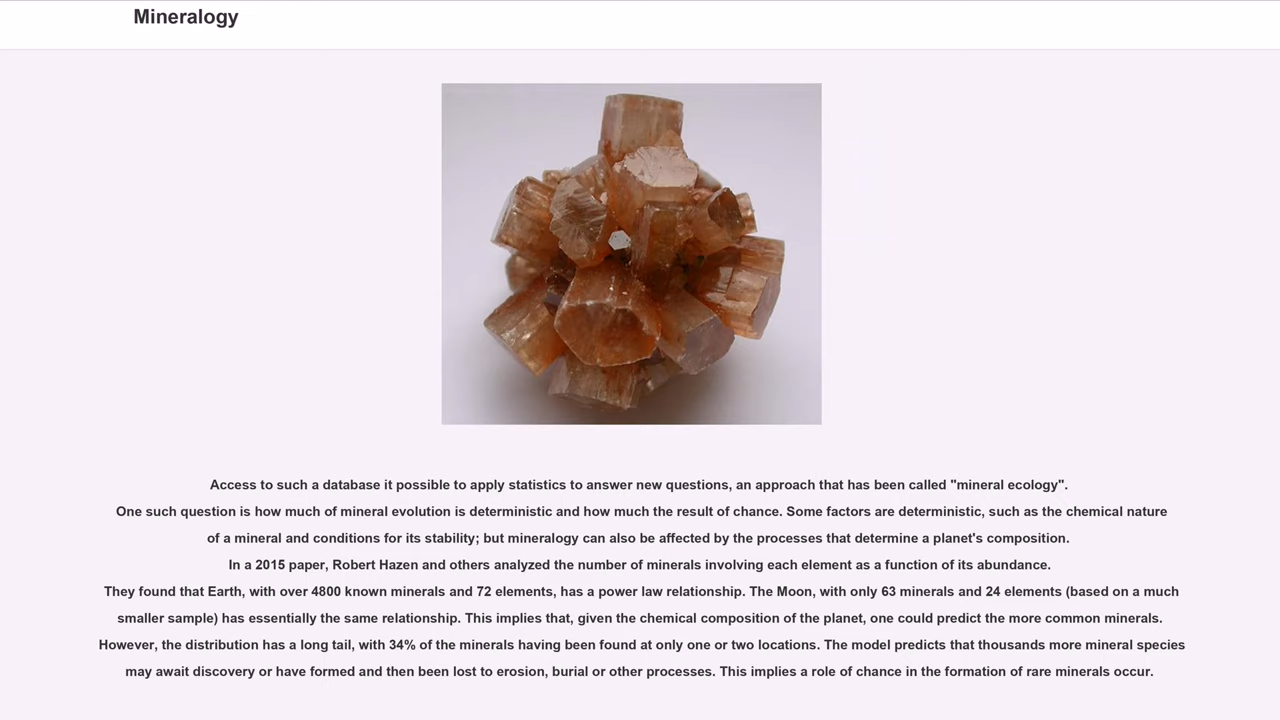 Mineralogy
Access to such a database it possible to apply statistics to answer new questions, an approach that has been called "mineral ecology".
One such question is how much of mineral evolution is deterministic and how much the result of chance. Some factors are deterministic, such as the chemical nature
of a mineral and conditions for its stability; but mineralogy can also be affected by the processes that determine a planet's composition.
In a 2015 paper, Robert Hazen and others analyzed the number of minerals involving each element as a function of its abundance.
They found that Earth, with over 4800 known minerals and 72 elements, has a power law relationship. The Moon, with only 63 minerals and 24 elements (based on a much
smaller sample) has essentially the same relationship. This implies that, given the chemical composition of the planet, one could predict the more common minerals.
However, the distribution has a long tail, with 34% of the minerals having been found at only one or two locations. The model predicts that thousands more mineral species
may await discovery or have formed and then been lost to erosion, burial or other processes. This implies a role of chance in the formation of rare minerals occur.